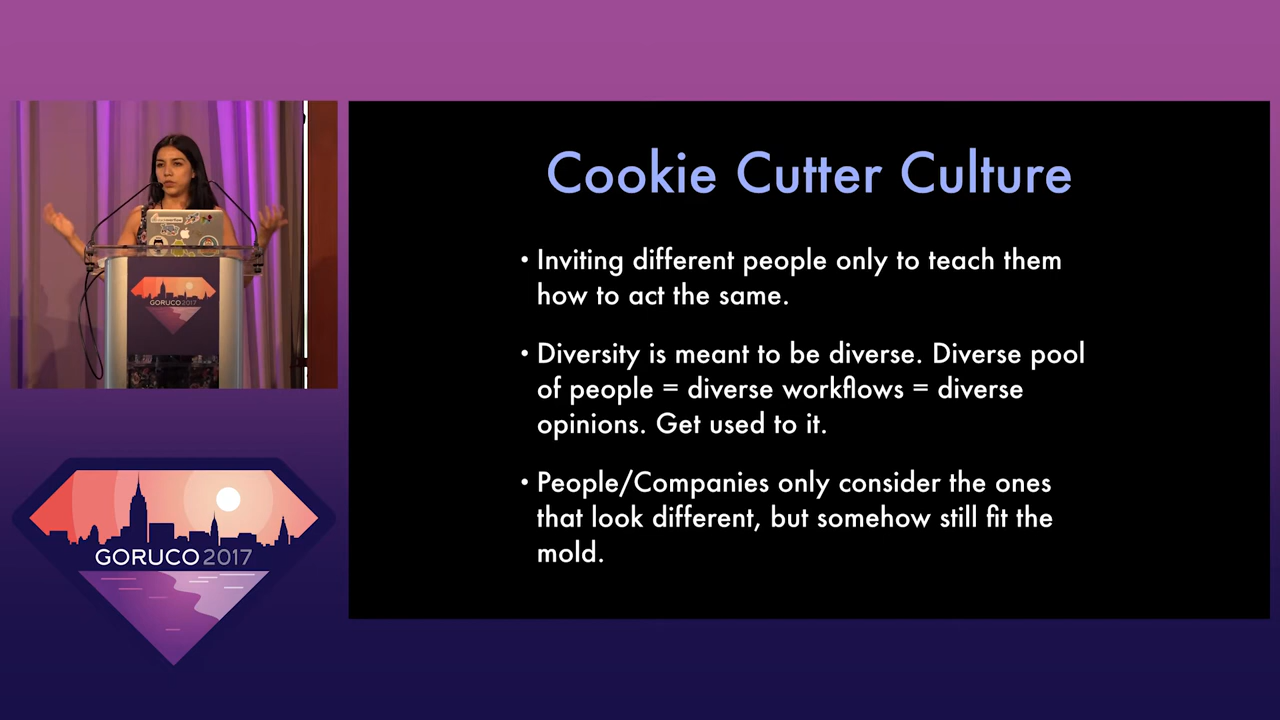 Cookie Cutter Culture
• Inviting different people only to teach them
how to act the same.
• Diversity is meant to be diverse. Diverse pool
of people = diverse workflows = diverse
opinions. Get used to it.
• People/Companies only consider the ones
that look different, but somehow still fit the
mold.
GORUCO 2017
GORUCO 2017